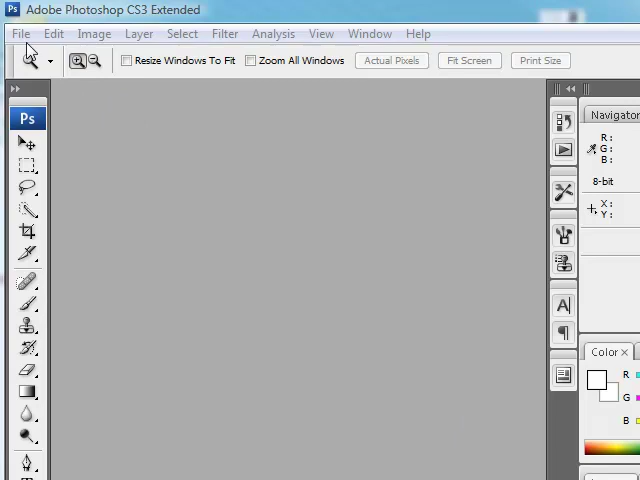 Ps Adobe Photoshop CS3 Extended
File Edit Image Layer Select Filter Analysis View Window Help
Resize Windows To Fit Zoom All Windows Actual Pixels Fit Screen Print Size
Ps
Navigator
R:
G:
B:
8-bit
X:
Y:
A
Color ×
R
G
B